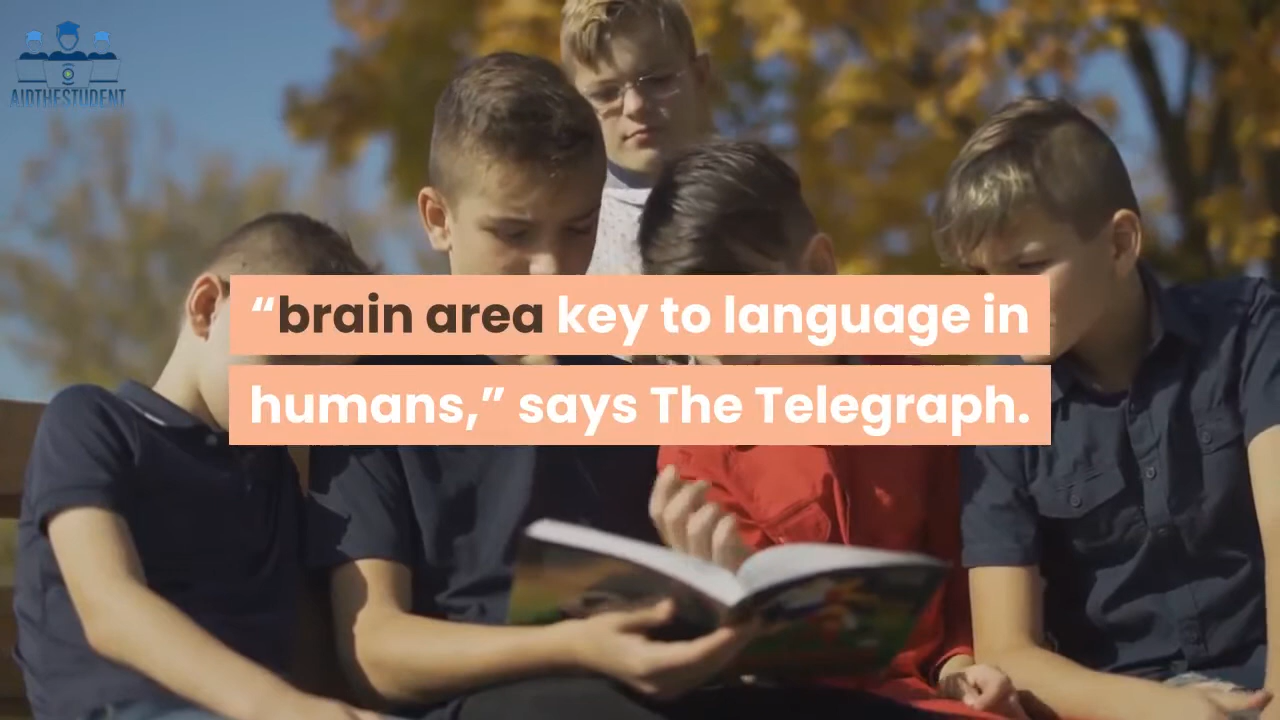 AIDTHESTUDENT
“brain area key to language in
humans,” says The Telegraph.